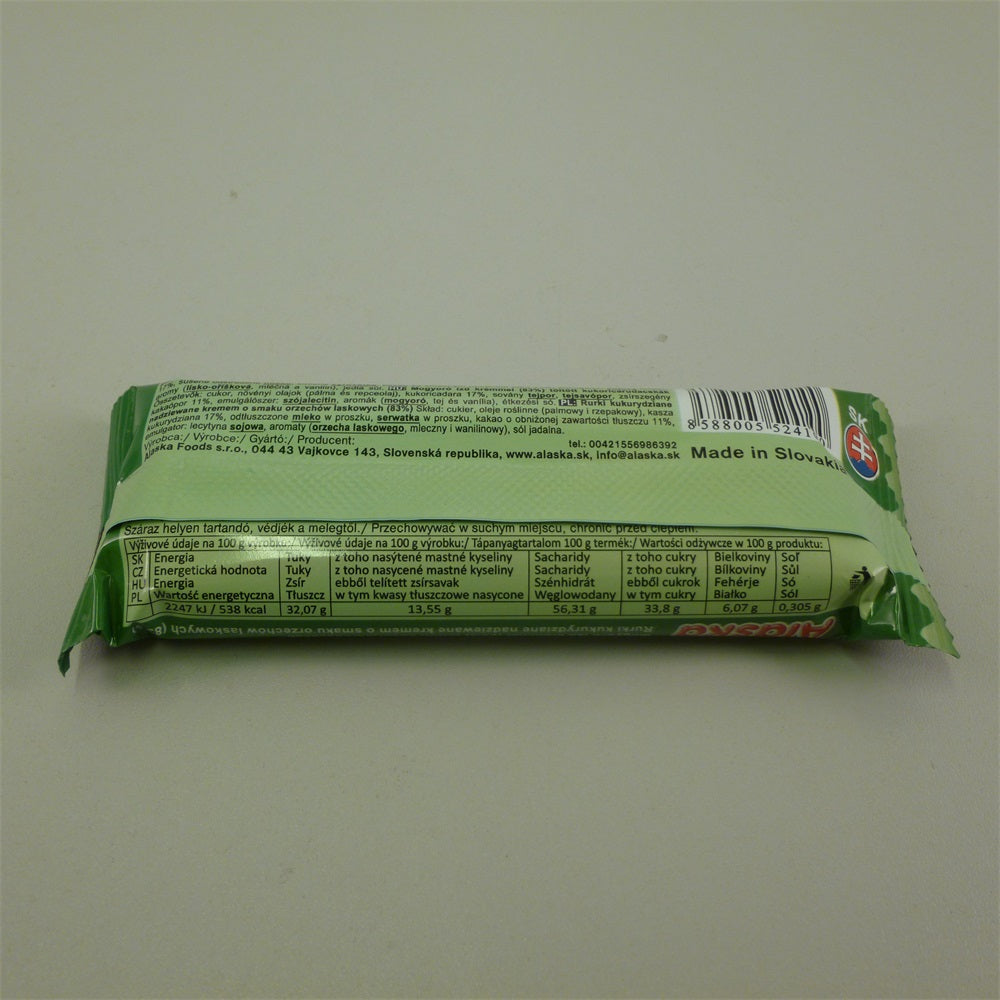 aromy (lísko-oříšková, mléčná a vanilín), jedlá sůl. HU Mogyoró ízű krémmel (83%) töltött kukoricarudacskák
Összetevők: cukor, növényi olajok (pálma és repceolaj), kukoricadara 17%, sovány tejpor, tejsavópor, zsírszegény
kakaópor 11%, emulgálószer: szójalecitin, aromák (mogyoró, tej és vanília), étkezési só. PL Rurki kukurydziane
nadziewane kremem o smaku orzechów laskowych (83%) Skład: cukier, oleje roślinne (palmowy i rzepakowy), kasza
kukurydziana 17%, odtłuszczone mleko w proszku, serwatka w proszku, kakao o obniżonej zawartości tłuszczu 11%,
emulgator: lecytyna sojowa, aromaty (orzecha laskowego, mleczny i wanilinowy), sól jadalna.
Výrobca:/ Výrobce:/ Gyártó:/ Producent:
tel.: 00421556986392
Alaska Foods s.r.o., 044 43 Vajkovce 143, Slovenská republika, www.alaska.sk, info@alaska.sk Made in Slovakia
8 588005 5241
SK
Száraz helyen tartandó, védjék a melegtől./ Przechowywać w suchym miejscu, chronić przed ciepłem.
Výživové údaje na 100 g výrobku:/ Výživové údaje na 100 g výrobku:/ Tápanyagtartalom 100 g termék:/ Wartości odżywcze w 100 g produktu:
SK Energia Tuky z toho nasýtené mastné kyseliny Sacharidy z toho cukry Bielkoviny Soľ
CZ Energetická hodnota Tuky z toho nasycené mastné kyseliny Sacharidy z toho cukry Bílkoviny Sůl
HU Energia Zsír ebből telített zsírsavak Szénhidrát ebből cukrok Fehérje Só
PL Wartość energetyczna Tłuszcz w tym kwasy tłuszczowe nasycone Węglowodany w tym cukry Białko Sól
2247 kJ / 538 kcal 32,07 g 13,55 g 56,31 g 33,8 g 6,07 g 0,305 g
Alaska Rurki kukurydziane nadziewane kremem o smaku orzechów laskowych